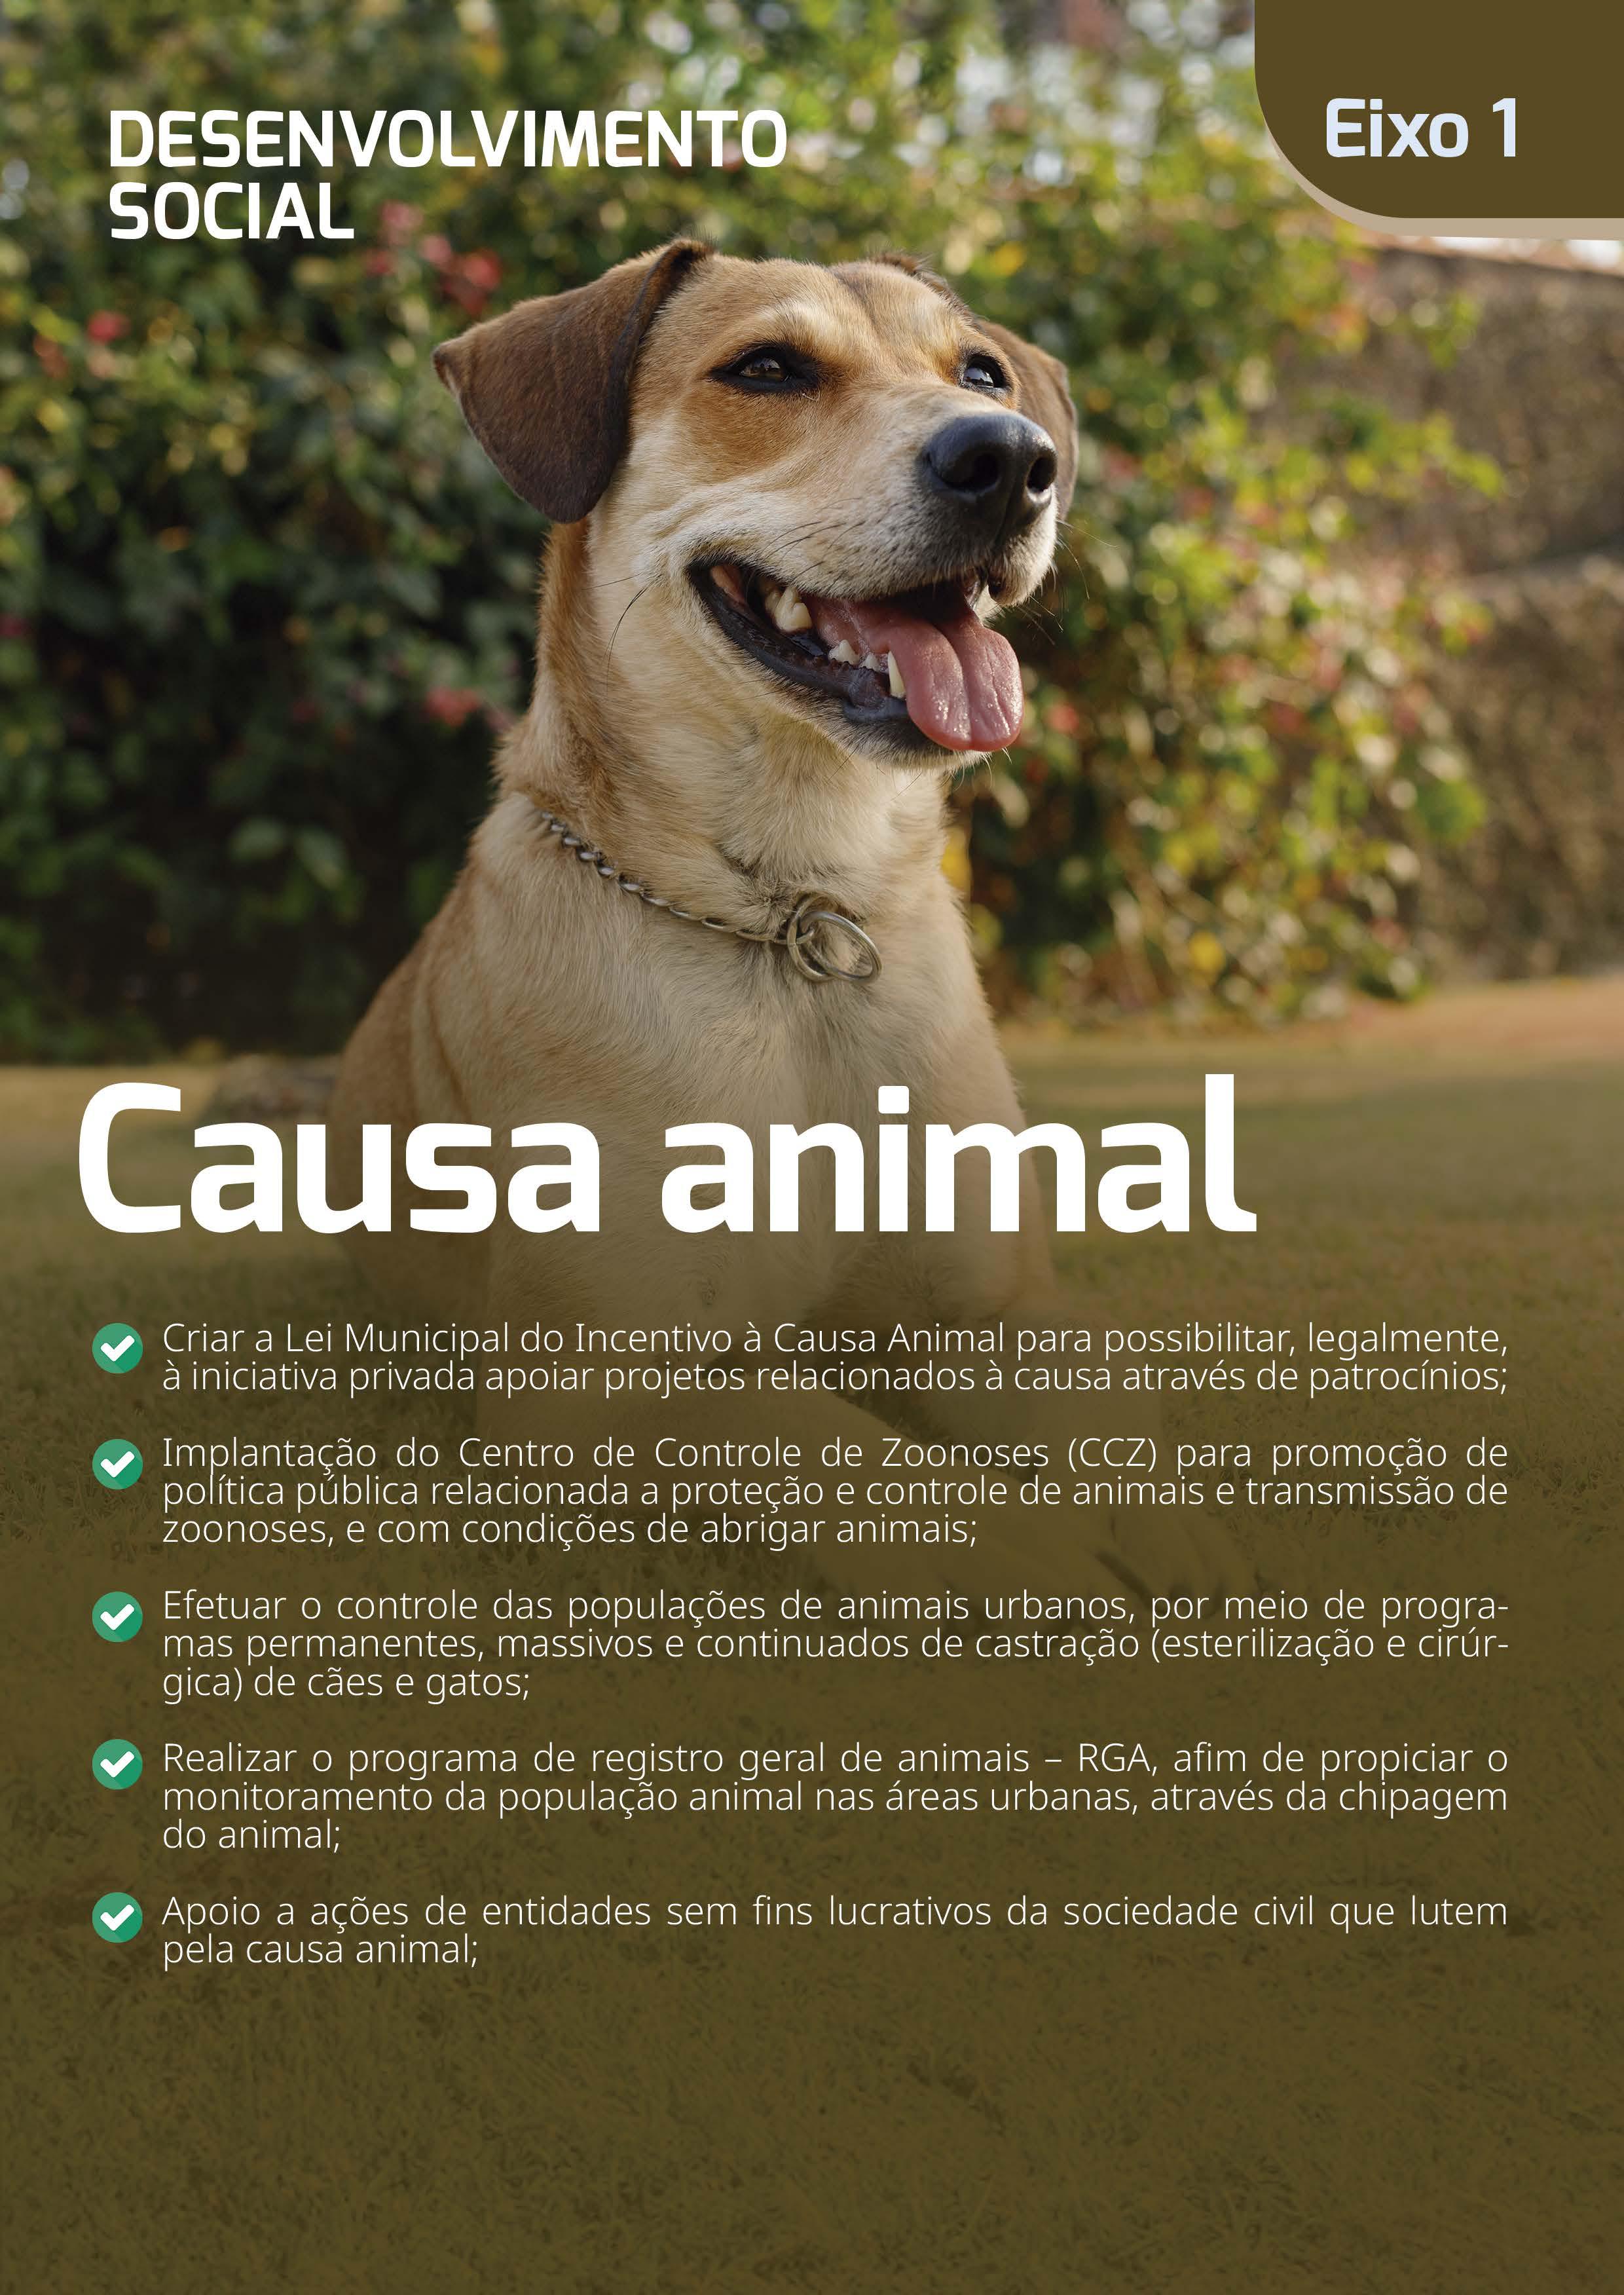 DESENVOLVIMENTO
SOCIAL
Eixo 1
Causa animal
Criar a Lei Municipal do Incentivo à Causa Animal para possibilitar, legalmente,
à iniciativa privada apoiar projetos relacionados à causa através de patrocínios;
Implantação do Centro de Controle de Zoonoses (CCZ) para promoção de
política pública relacionada a proteção e controle de animais e transmissão de
zoonoses, e com condições de abrigar animais;
Efetuar o controle das populações de animais urbanos, por meio de progra-
mas permanentes, massivos e continuados de castração (esterilização e cirúr-
gica) de cães e gatos;
Realizar o programa de registro geral de animais – RGA, afim de propiciar o
monitoramento da população animal nas áreas urbanas, através da chipagem
do animal;
Apoio a ações de entidades sem fins lucrativos da sociedade civil que lutem
pela causa animal;